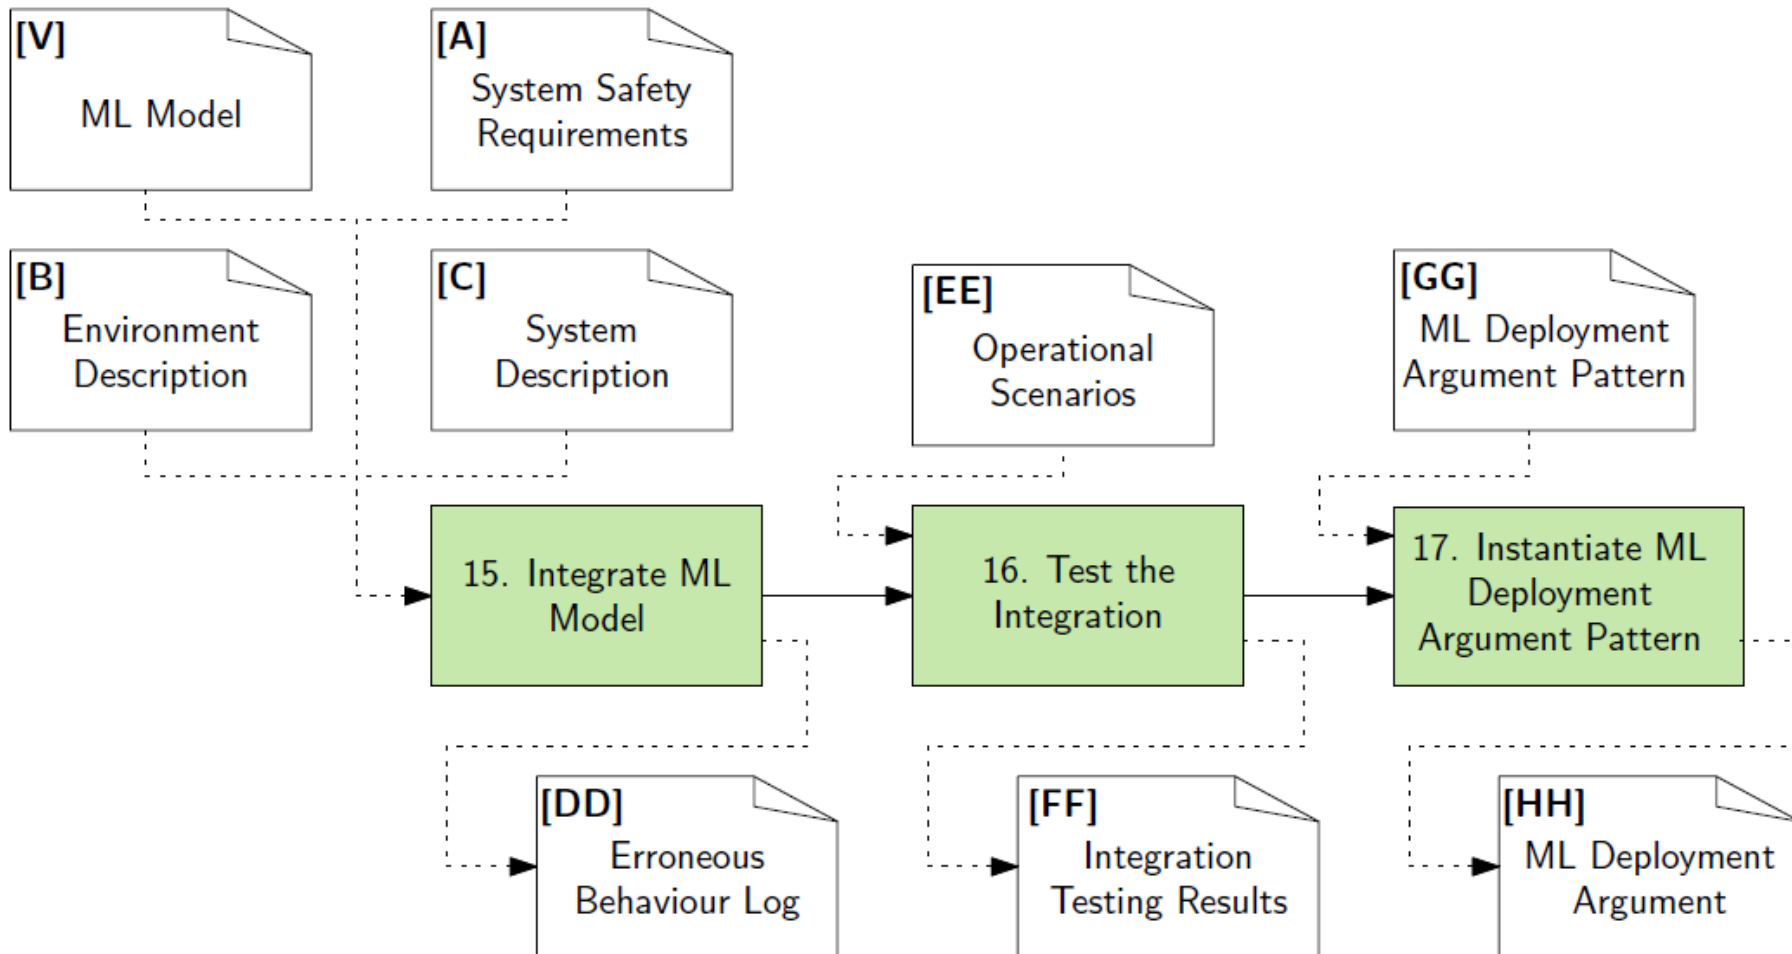 [V]
ML Model
[A]
System Safety
Requirements
[B]
Environment
Description
[C]
System
Description
[EE]
Operational
Scenarios
[GG]
ML Deployment
Argument Pattern
15. Integrate ML
Model
16. Test the
Integration
17. Instantiate ML
Deployment
Argument Pattern
[DD]
Erroneous
Behaviour Log
[FF]
Integration
Testing Results
[HH]
ML Deployment
Argument